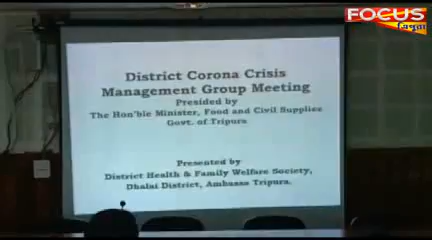 FOCUS
ত্রিপুরা
District Corona Crisis
Management Group Meeting
Presided by
The Hon'ble Minister, Food and Civil Supplies
Govt. of Tripura
Presented by
District Health & Family Welfare Society,
Dhalai District, Ambassa Tripura.